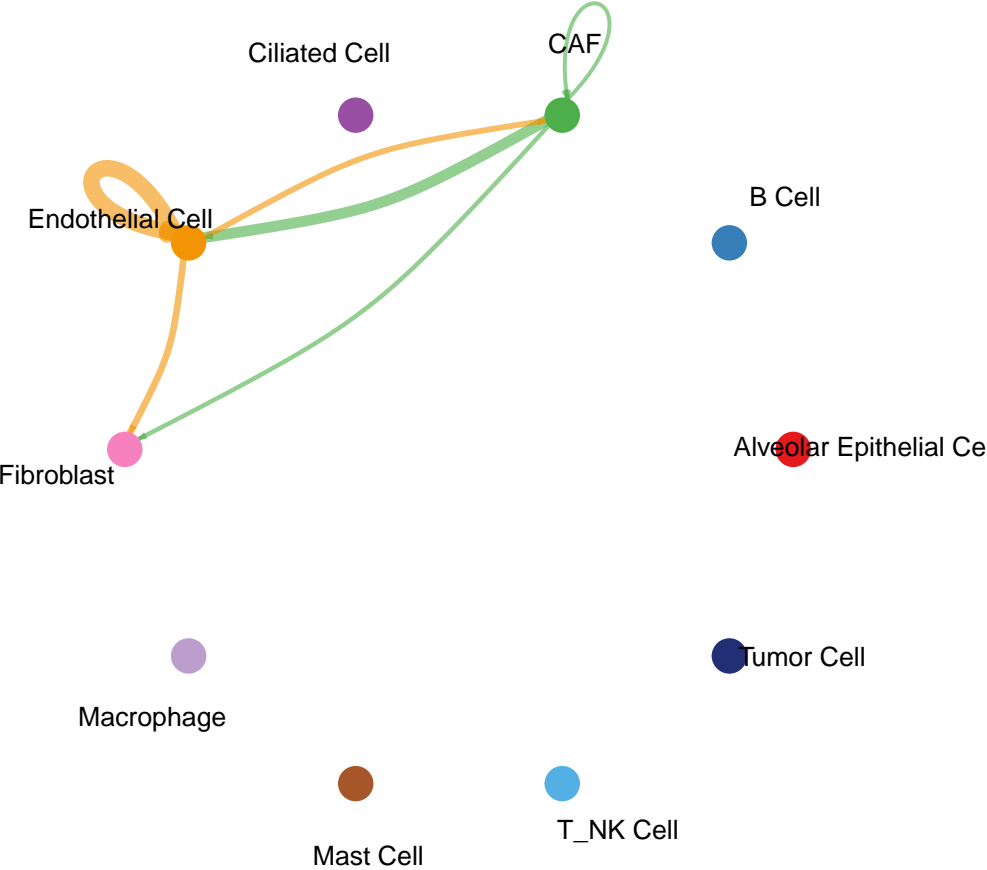 CAF
Ciliated Cell
B Cell
Endothelial Cell
Alveolar Epithelial Ce
Fibroblast
Tumor Cell
Macrophage
T_NK Cell
Mast Cell